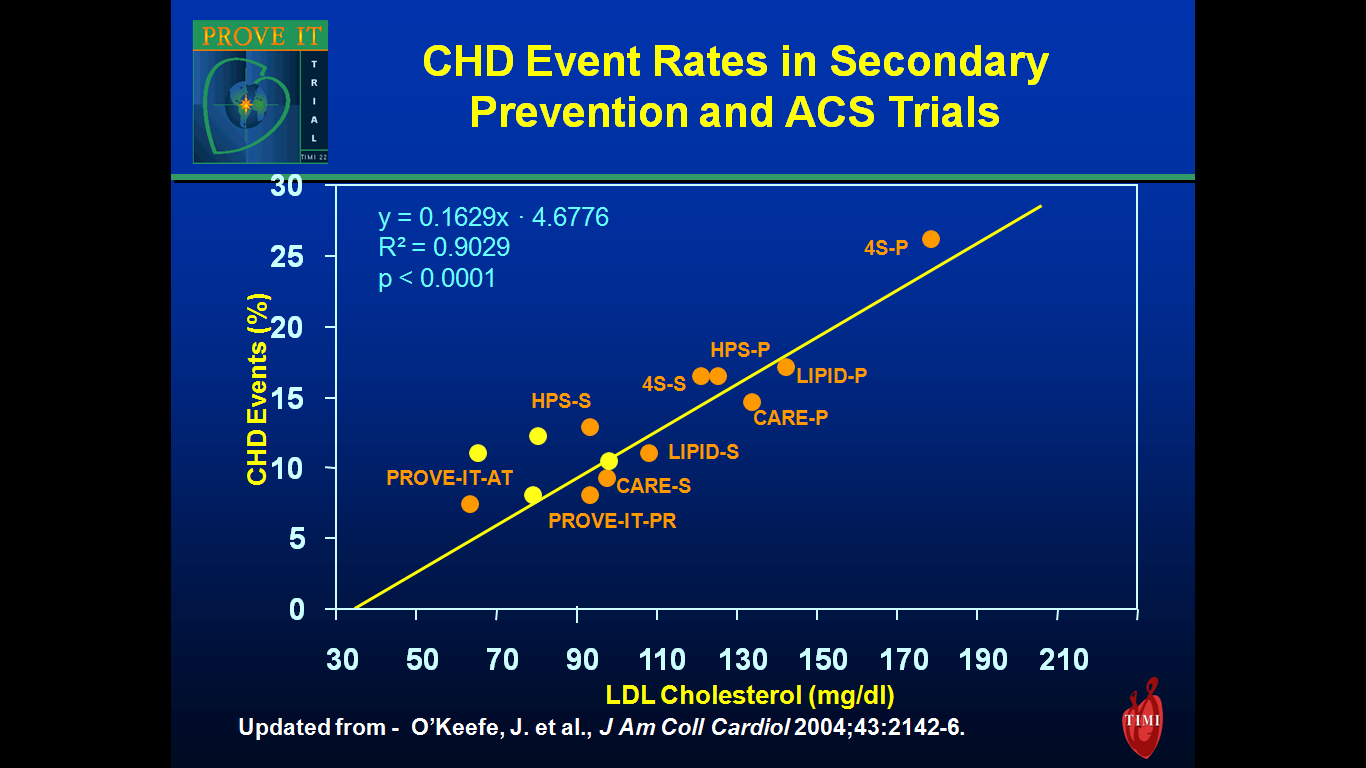 PROVE IT
TRIAL
TIMI 22
CHD Event Rates in Secondary
Prevention and ACS Trials
y = 0.1629x · 4.6776
R² = 0.9029
p < 0.0001
CHD Events (%)
30
25
20
15
10
5
0
4S-P
HPS-P
LIPID-P
4S-S
HPS-S
CARE-P
LIPID-S
PROVE-IT-AT
CARE-S
PROVE-IT-PR
30 50 70 90 110 130 150 170 190 210
LDL Cholesterol (mg/dl)
Updated from - O’Keefe, J. et al., J Am Coll Cardiol 2004;43:2142-6.
TIMI